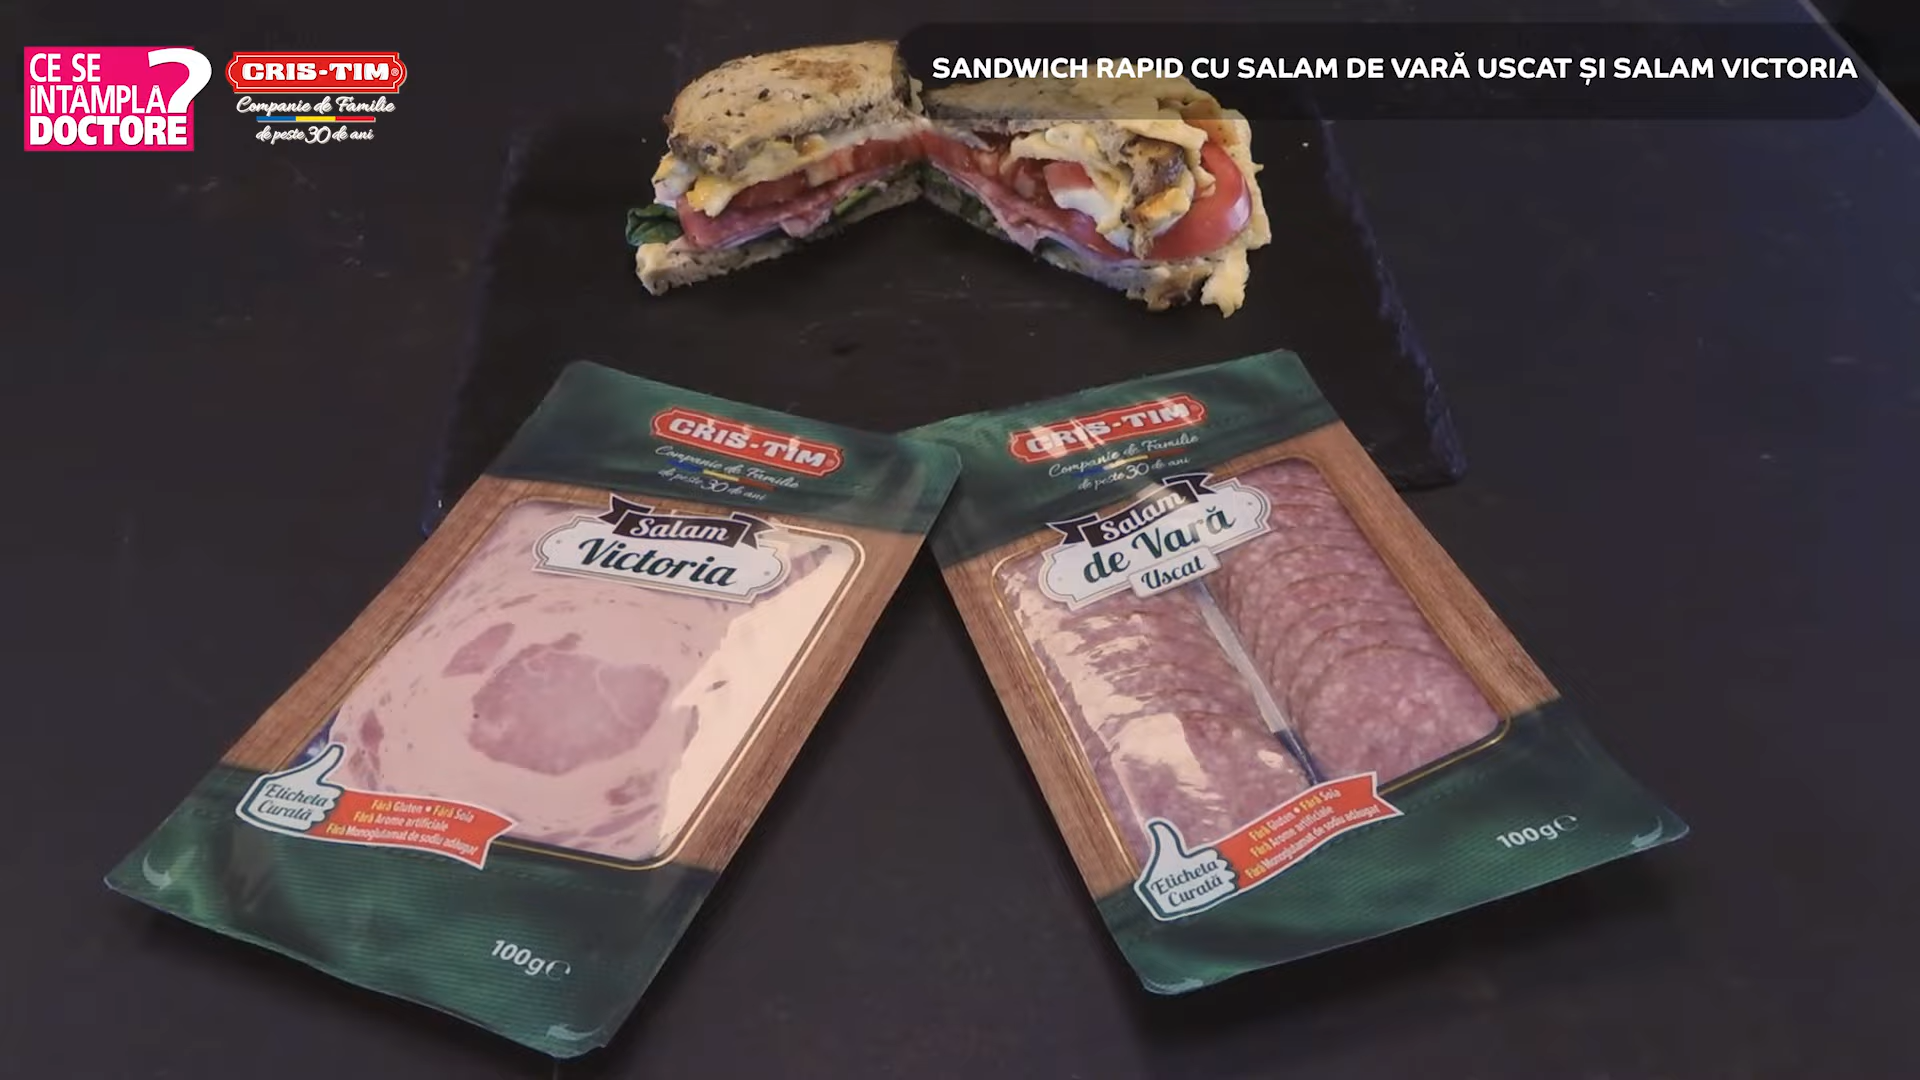 CE SE
ÎNTÂMPLĂ
DOCTORE?
CRIS-TIM®
Companie de Familie
de peste 30 de ani
SANDWICH RAPID CU SALAM DE VARĂ USCAT ȘI SALAM VICTORIA
CRIS-TIM
Companie de Familie
de peste 30 de ani
Salam
Victoria
Eticheta
Curată
Fără Gluten • Fără Soia
Fără Arome artificiale
Fără Monoglutamat de sodiu adăugat
100g℮
CRIS-TIM
Companie de Familie
de peste 30 de ani
Salam
de Vară
Uscat
Eticheta
Curată
Fără Gluten • Fără Soia
Fără Arome artificiale
Fără Monoglutamat de sodiu adăugat
100g℮